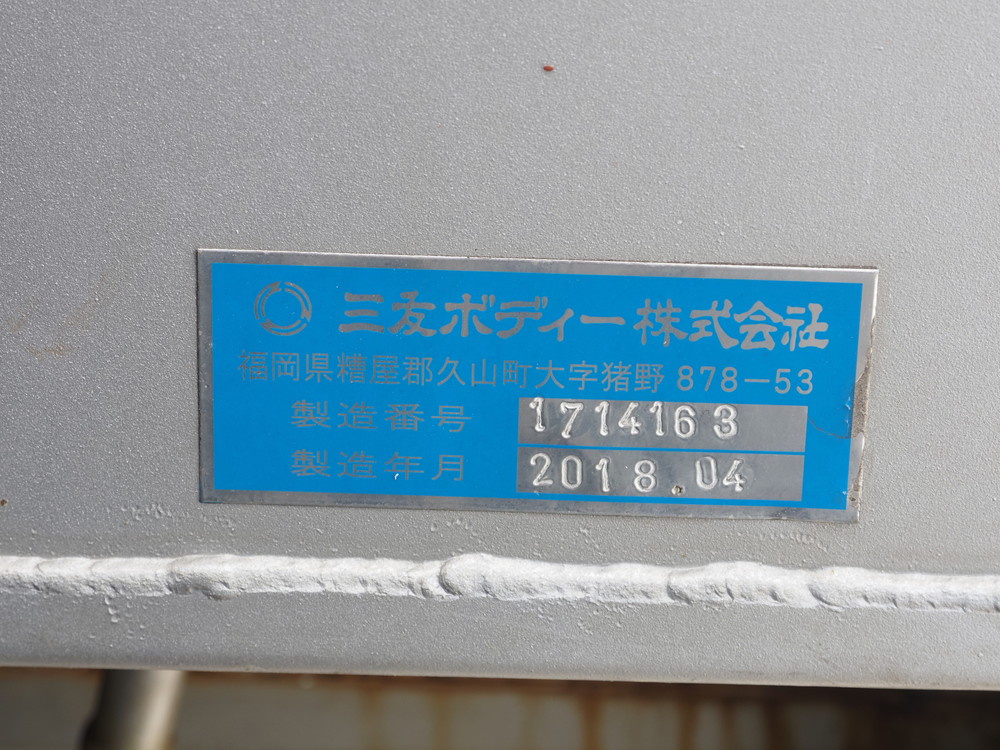 三友ボディー株式会社
福岡県糟屋郡久山町大字猪野 878-53
製造番号 1714163
製造年月 2018.04